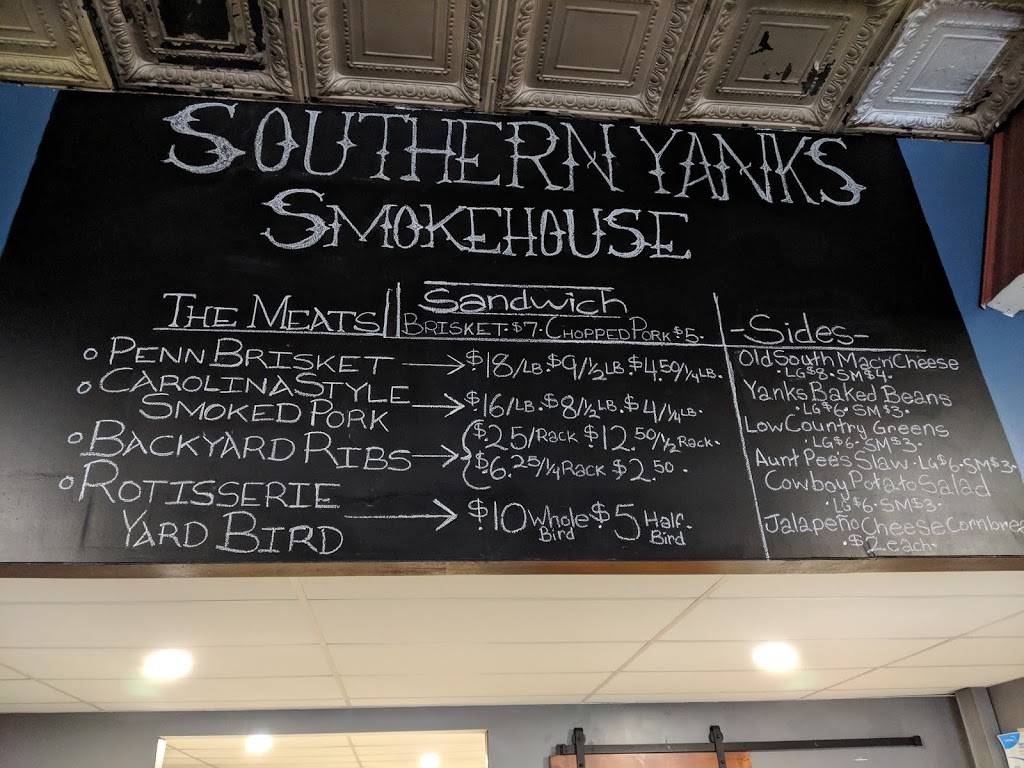 SOUTHERN YANKS
SMOKEHOUSE
THE MEATS
Sandwich
BRISKET·$7· CHOPPED PORK $5·
PENN BRISKET $18/LB.$9/½LB.$4.50/¼LB.
CAROLINA STYLE
SMOKED PORK $16/LB.$8/½LB.$4/¼LB.
BACKYARD RIBS $25/RACK $12.50/½RACK·
$6.25/¼RACK $2.50·
ROTISSERIE
YARD BIRD $10 Whole Bird $5 Half Bird
-Sides-
Old South Mac'n Cheese
·LG$8·SM$4·
Yanks Baked Beans
·LG$6·SM$3·
Low Country Greens
·LG$6·SM$3·
Aunt Pee's Slaw·LG$6·SM$3·
Cowboy Potato Salad
·LG$6·SM$3·
Jalapeño Cheese Cornbrea
·$2 each·